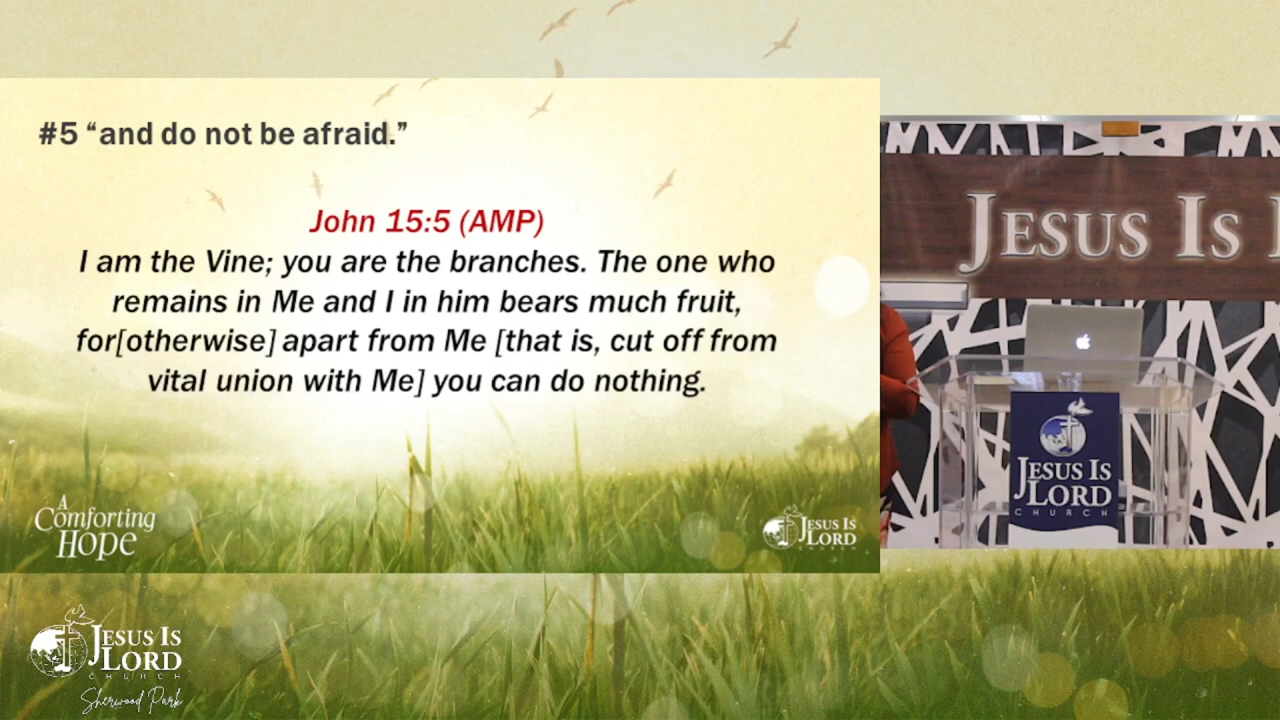 #5 “and do not be afraid.”
John 15:5 (AMP)
I am the Vine; you are the branches. The one who
remains in Me and I in him bears much fruit,
for[otherwise] apart from Me [that is, cut off from
vital union with Me] you can do nothing.
A
Comforting
Hope
JESUS IS
LORD
CHURCH
JESUS IS
JESUS IS
LORD
CHURCH
JESUS IS
LORD
CHURCH
Sherwood Park